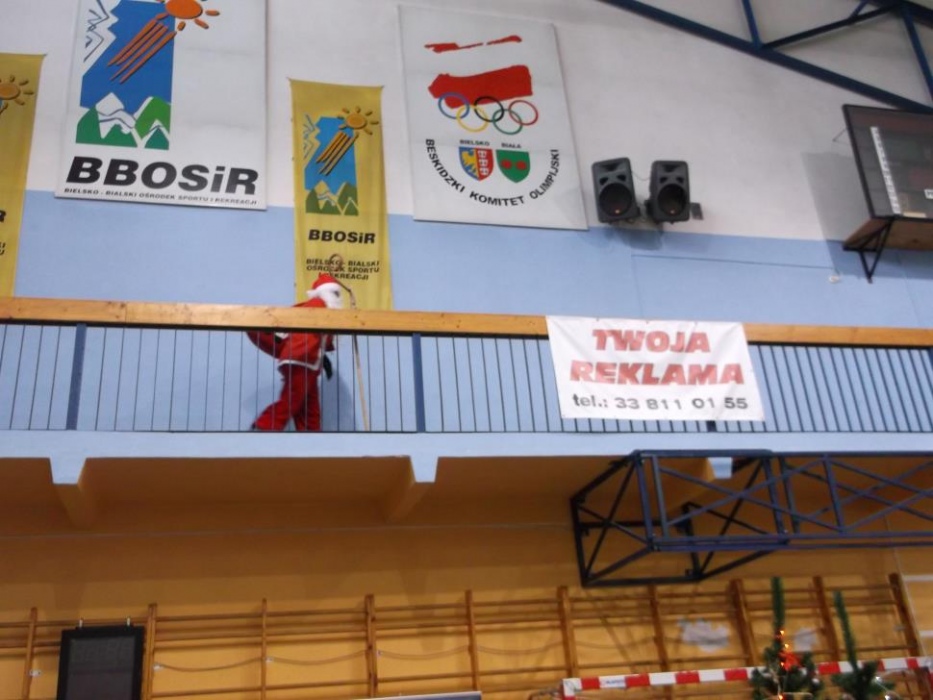 BBOSiR
BIELSKO - BIALSKI OŚRODEK SPORTU I REKREACJI
BBOSiR
BIELSKO - BIALSKI
OŚRODEK SPORTU
I REKREACJI
BIELSKO BIAŁA
BESKIDZKI KOMITET OLIMPIJSKI
TWOJA
REKLAMA
tel.: 33 811 01 55